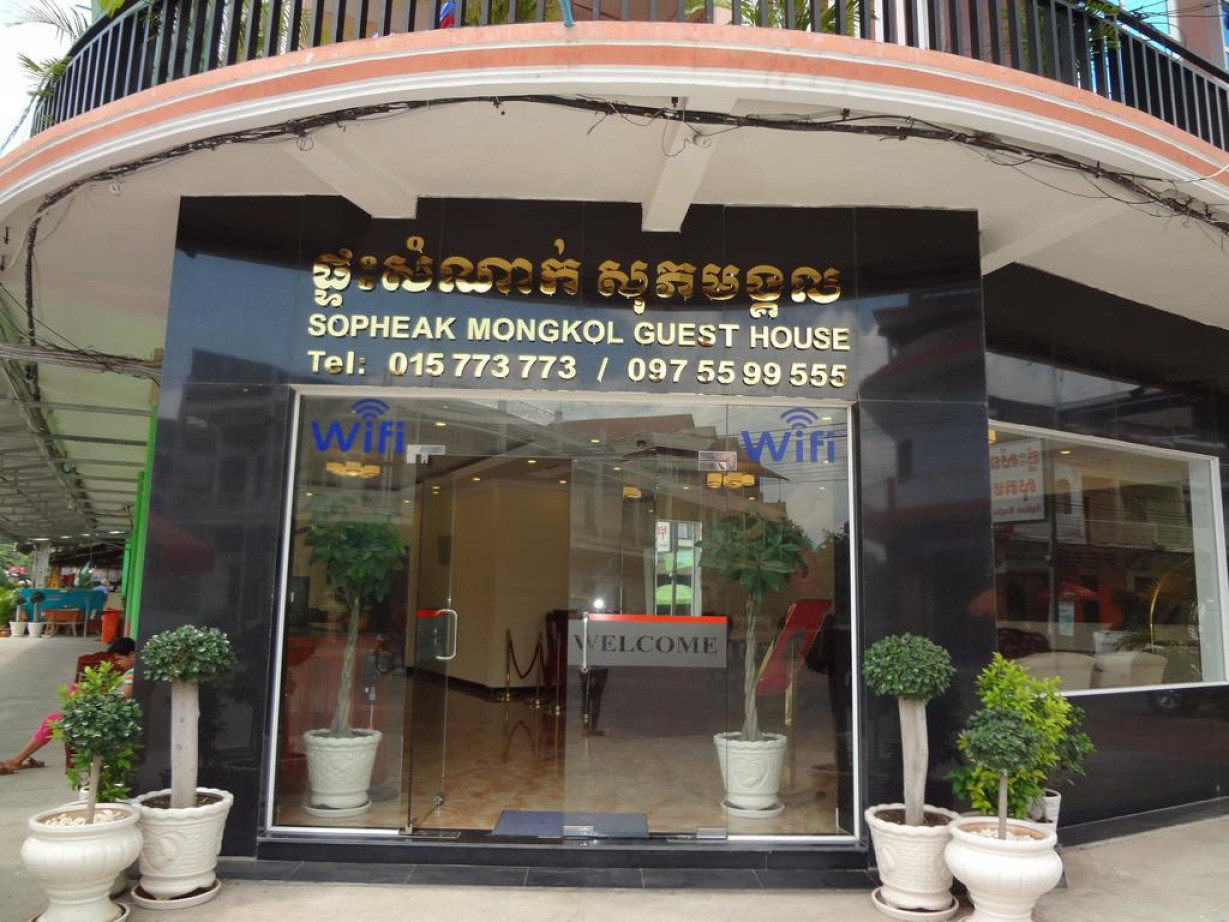 ផ្ទះសំណាក់ សុភមង្គល
SOPHEAK MONGKOL GUEST HOUSE
Tel: 015 773 773 / 097 55 99 555
Wifi
Wifi
WELCOME